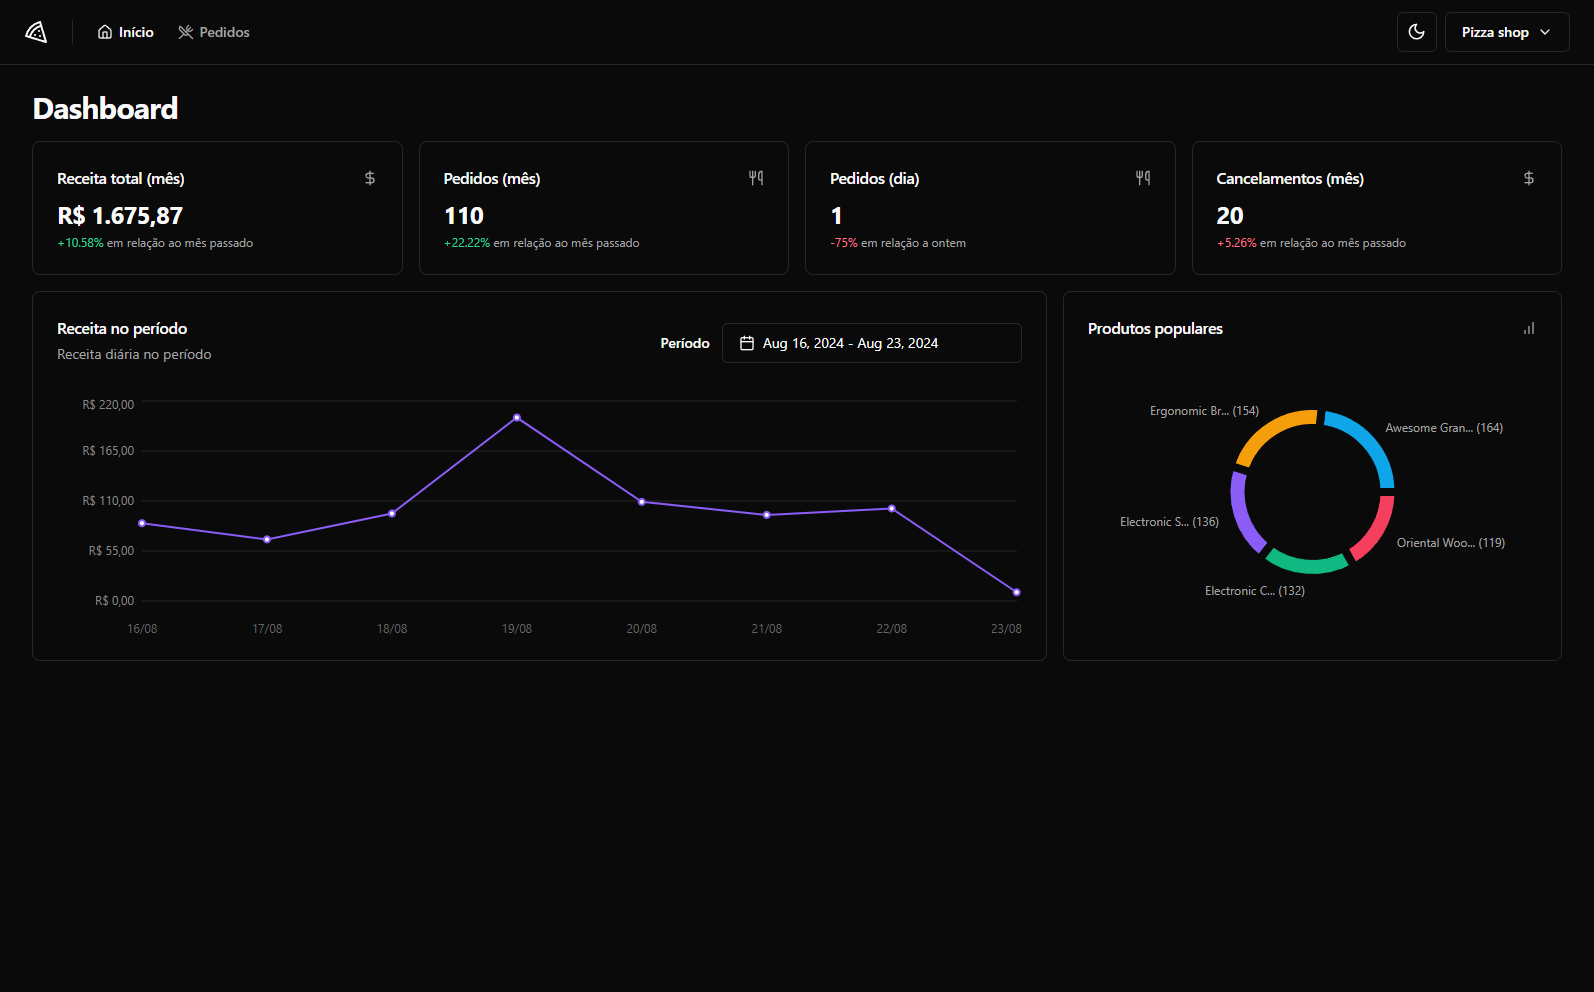 Início
Pedidos
Pizza shop
Dashboard
Receita total (mês)
R$ 1.675,87
+10.58% em relação ao mês passado
Pedidos (mês)
110
+22.22% em relação ao mês passado
Pedidos (dia)
1
-75% em relação a ontem
Cancelamentos (mês)
20
+5.26% em relação ao mês passado
Receita no período
Receita diária no período
Período
Aug 16, 2024 - Aug 23, 2024
R$ 220,00
R$ 165,00
R$ 110,00
R$ 55,00
R$ 0,00
16/08
17/08
18/08
19/08
20/08
21/08
22/08
23/08
Produtos populares
Ergonomic Br... (154)
Awesome Gran... (164)
Electronic S... (136)
Oriental Woo... (119)
Electronic C... (132)